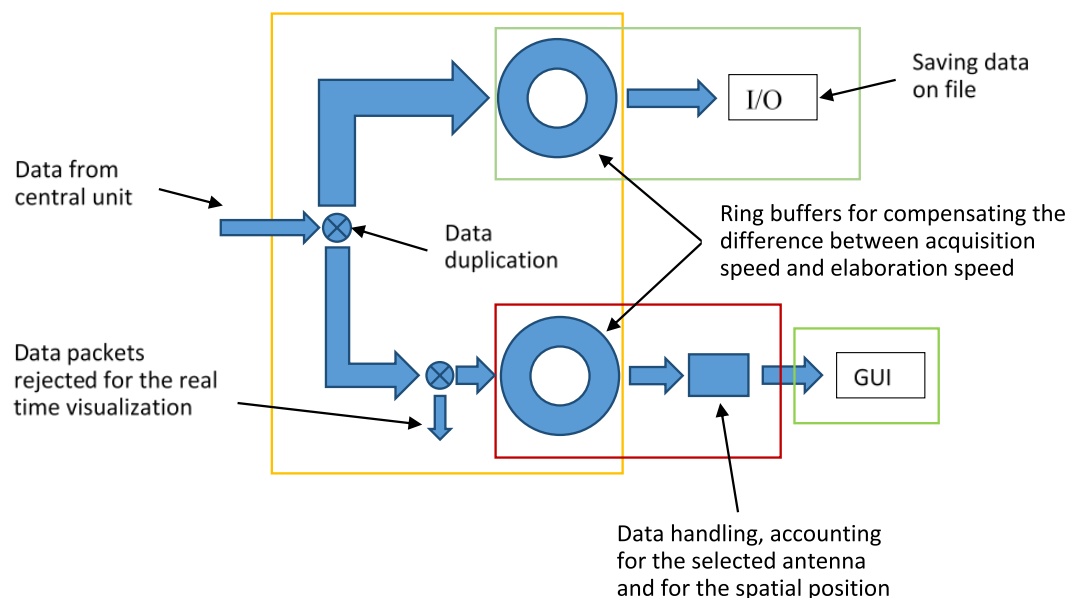 Saving data
on file
I/O
Data from
central unit
Ring buffers for compensating the
difference between acquisition
speed and elaboration speed
Data
duplication
Data packets
rejected for the real
time visualization
GUI
Data handling, accounting
for the selected antenna
and for the spatial position